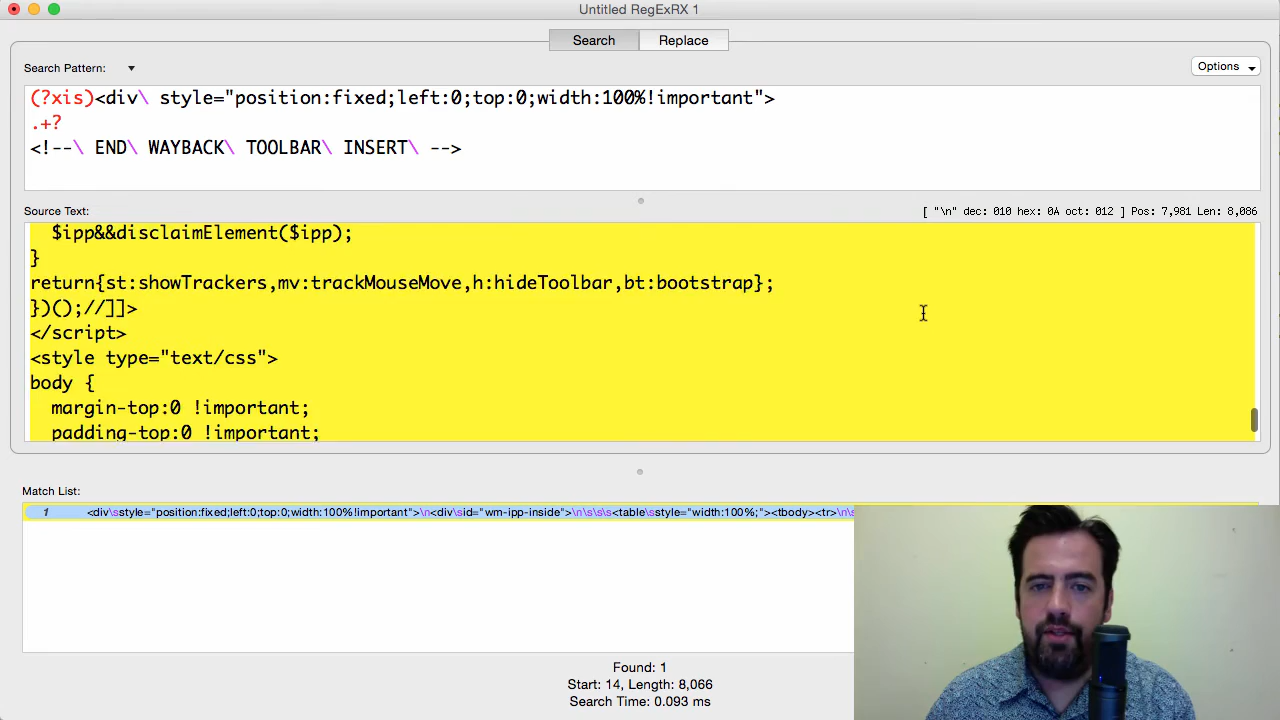 Untitled RegExRX 1
Search Replace
Search Pattern: Options
(?xis)<div\ style="position:fixed;left:0;top:0;width:100%!important">
.+?
<!--\ END\ WAYBACK\ TOOLBAR\ INSERT\ -->
Source Text: [ "\n" dec: 010 hex: 0A oct: 012 ] Pos: 7,981 Len: 8,086
$ipp&&disclaimElement($ipp);
}
return{st:showTrackers,mv:trackMouseMove,h:hideToolbar,bt:bootstrap};
})();//]]>
</script>
<style type="text/css">
body {
margin-top:0 !important;
padding-top:0 !important;
Match List:
1 <div\sstyle="position:fixed;left:0;top:0;width:100%!important">\n<div\sid="wm-ipp-inside">\n\s\s\s<table\sstyle="width:100%;"><tbody><tr>\n\s
Found: 1
Start: 14, Length: 8,066
Search Time: 0.093 ms